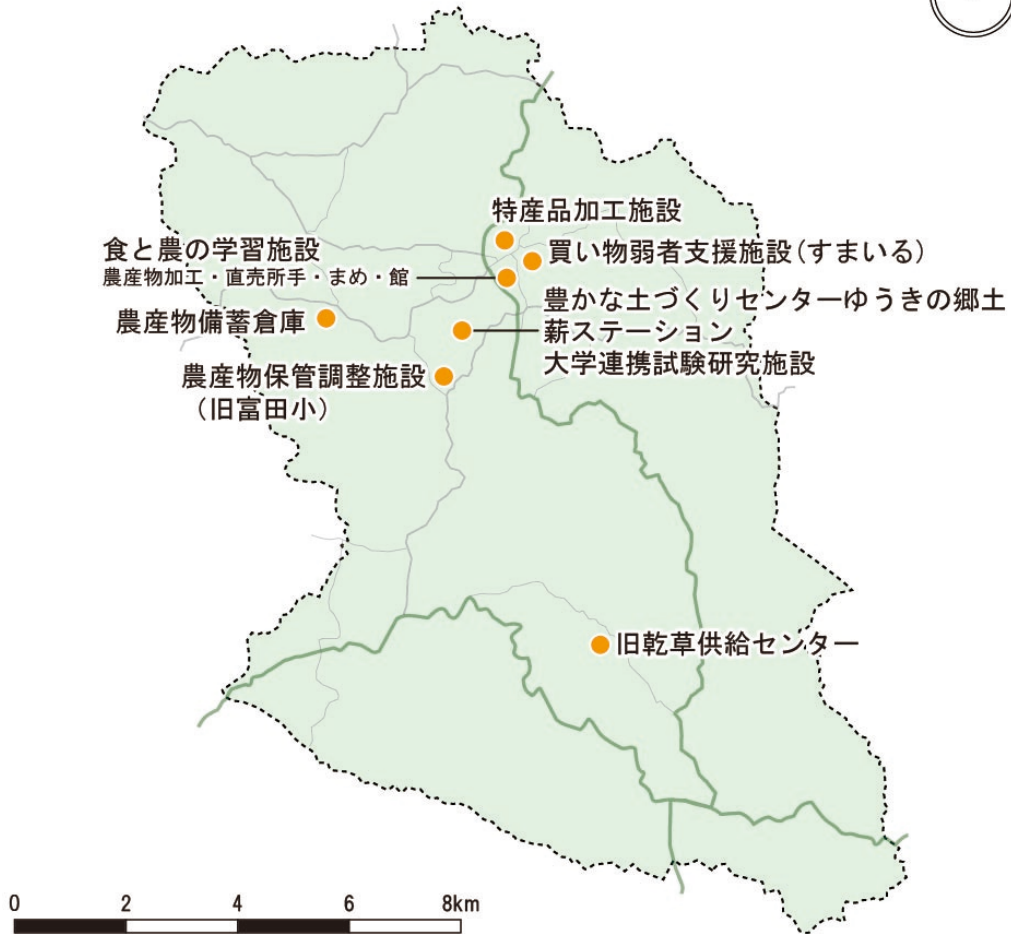 特産品加工施設
食と農の学習施設
農産物加工・直売所手・まめ・館
買い物弱者支援施設(すまいる)
農産物備蓄倉庫
豊かな土づくりセンターゆうきの郷土
薪ステーション
大学連携試験研究施設
農産物保管調整施設
(旧富田小)
旧乾草供給センター
0 2 4 6 8km